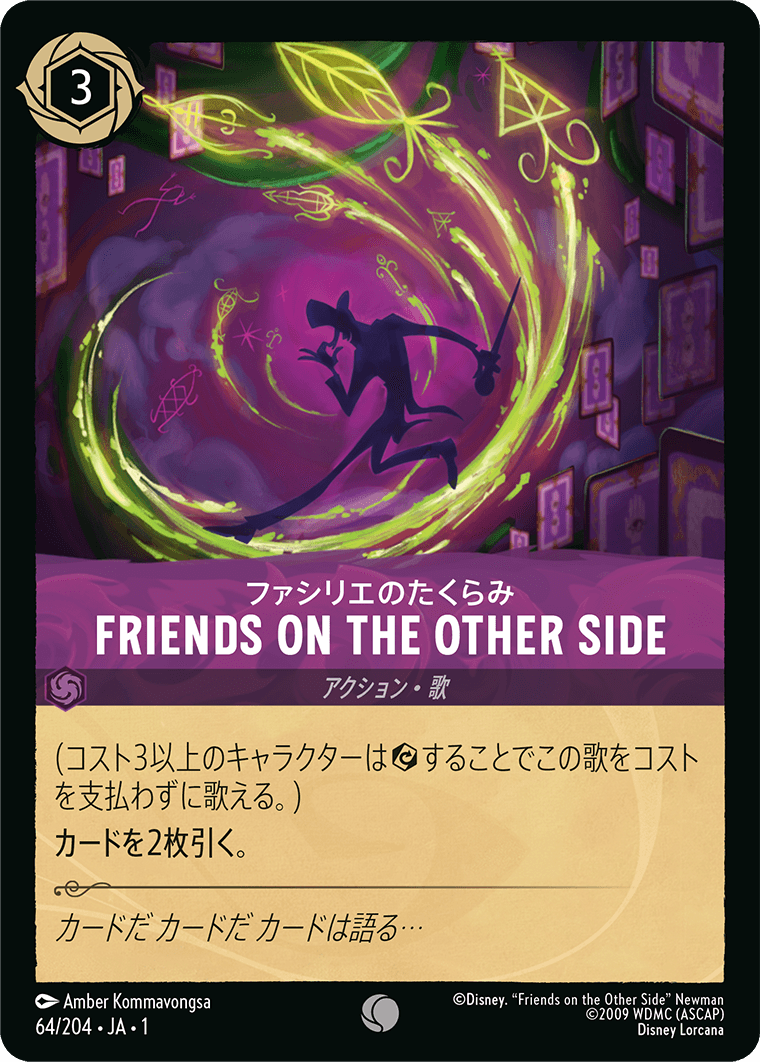 3
ファシリエのたくらみ
FRIENDS ON THE OTHER SIDE
アクション • 歌
(コスト3以上のキャラクターはすることでこの歌をコスト
を支払わずに歌える。)
カードを2枚引く。
カードだ カードだ カードは語る…
Amber Kommavongsa
64/204 • JA • 1
©Disney. “Friends on the Other Side” Newman
©2009 WDMC (ASCAP)
Disney Lorcana